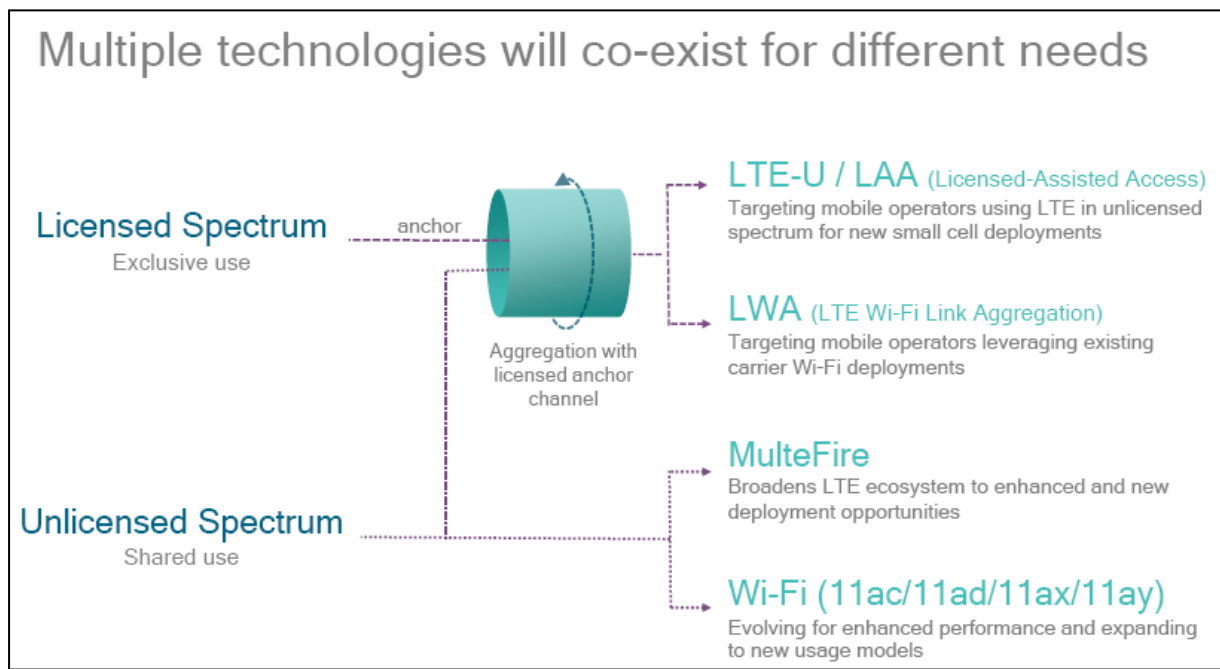 Multiple technologies will co-exist for different needs
Licensed Spectrum
Exclusive use
anchor
Aggregation with
licensed anchor
channel
LTE-U / LAA (Licensed-Assisted Access)
Targeting mobile operators using LTE in unlicensed
spectrum for new small cell deployments
LWA (LTE Wi-Fi Link Aggregation)
Targeting mobile operators leveraging existing
carrier Wi-Fi deployments
Unlicensed Spectrum
Shared use
MulteFire
Broadens LTE ecosystem to enhanced and new
deployment opportunities
Wi-Fi (11ac/11ad/11ax/11ay)
Evolving for enhanced performance and expanding
to new usage models